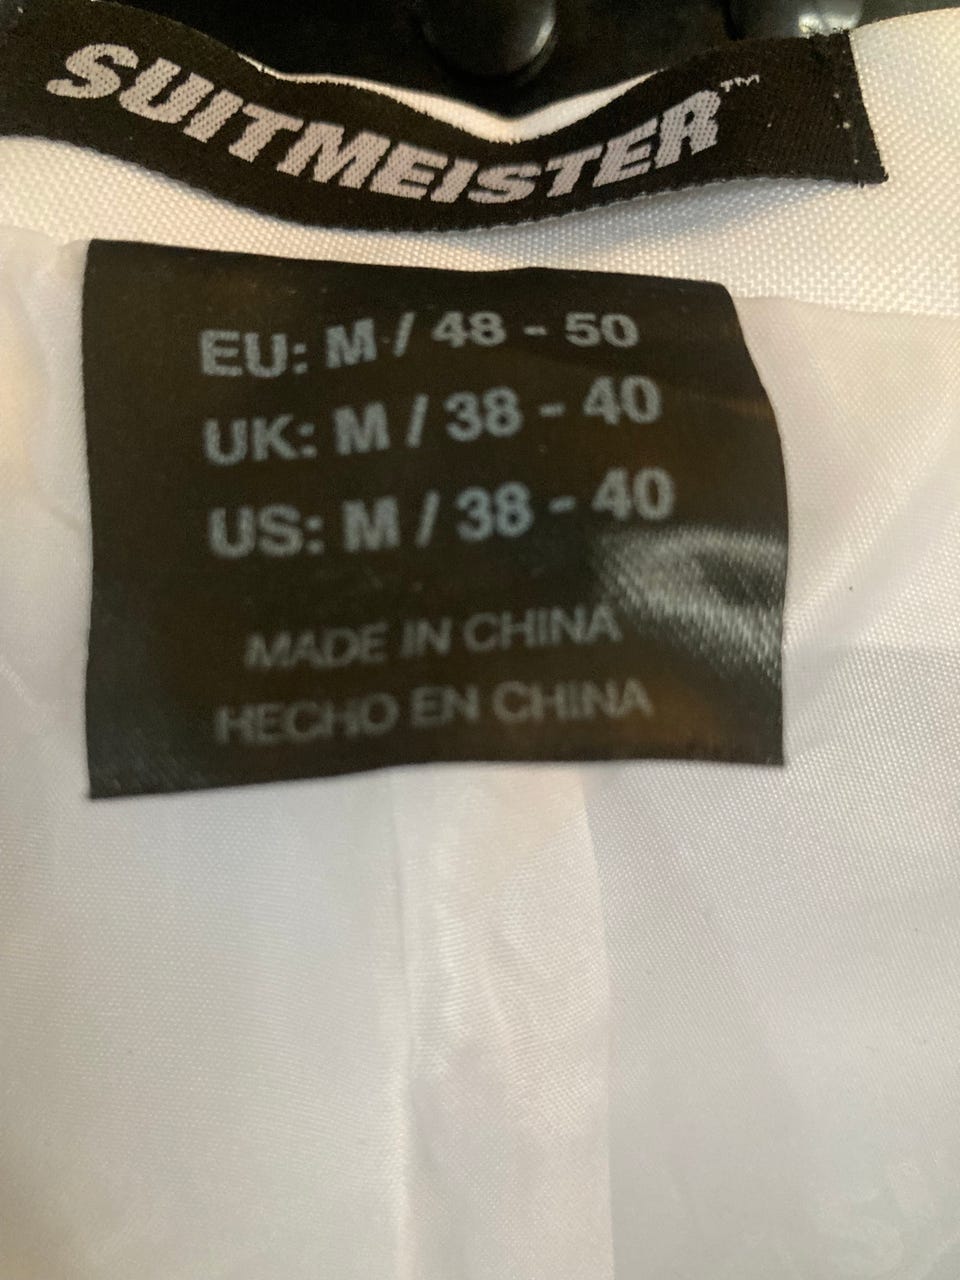 SUITMEISTER™
EU: M / 48 - 50
UK: M / 38 - 40
US: M / 38 - 40
MADE IN CHINA
HECHO EN CHINA